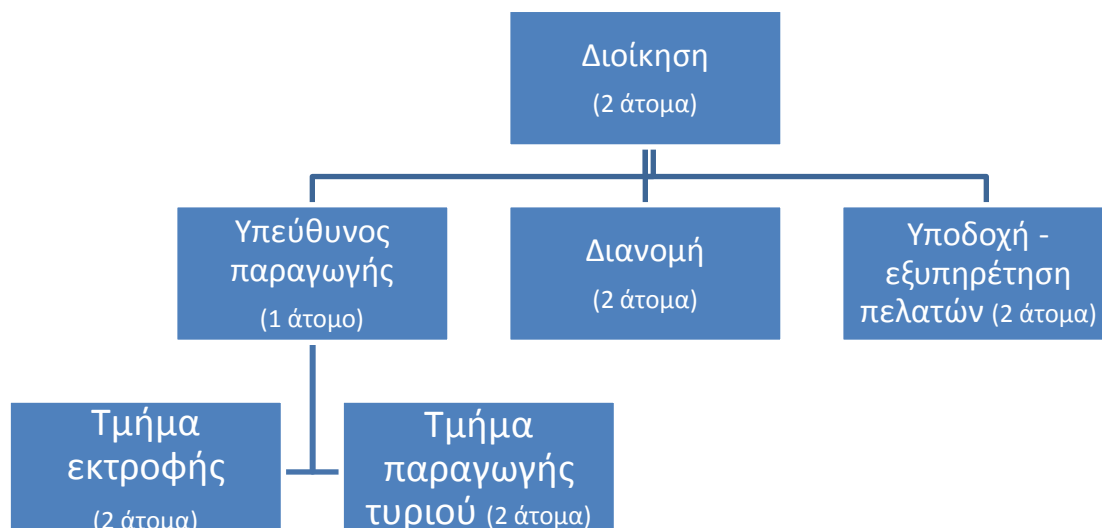 Διοίκηση
(2 άτομα)
Υπεύθυνος
παραγωγής
(1 άτομο)
Διανομή
(2 άτομα)
Υποδοχή -
εξυπηρέτηση
πελατών (2 άτομα)
Τμήμα
εκτροφής
(2 άτομα)
Τμήμα
παραγωγής
τυριού (2 άτομα)